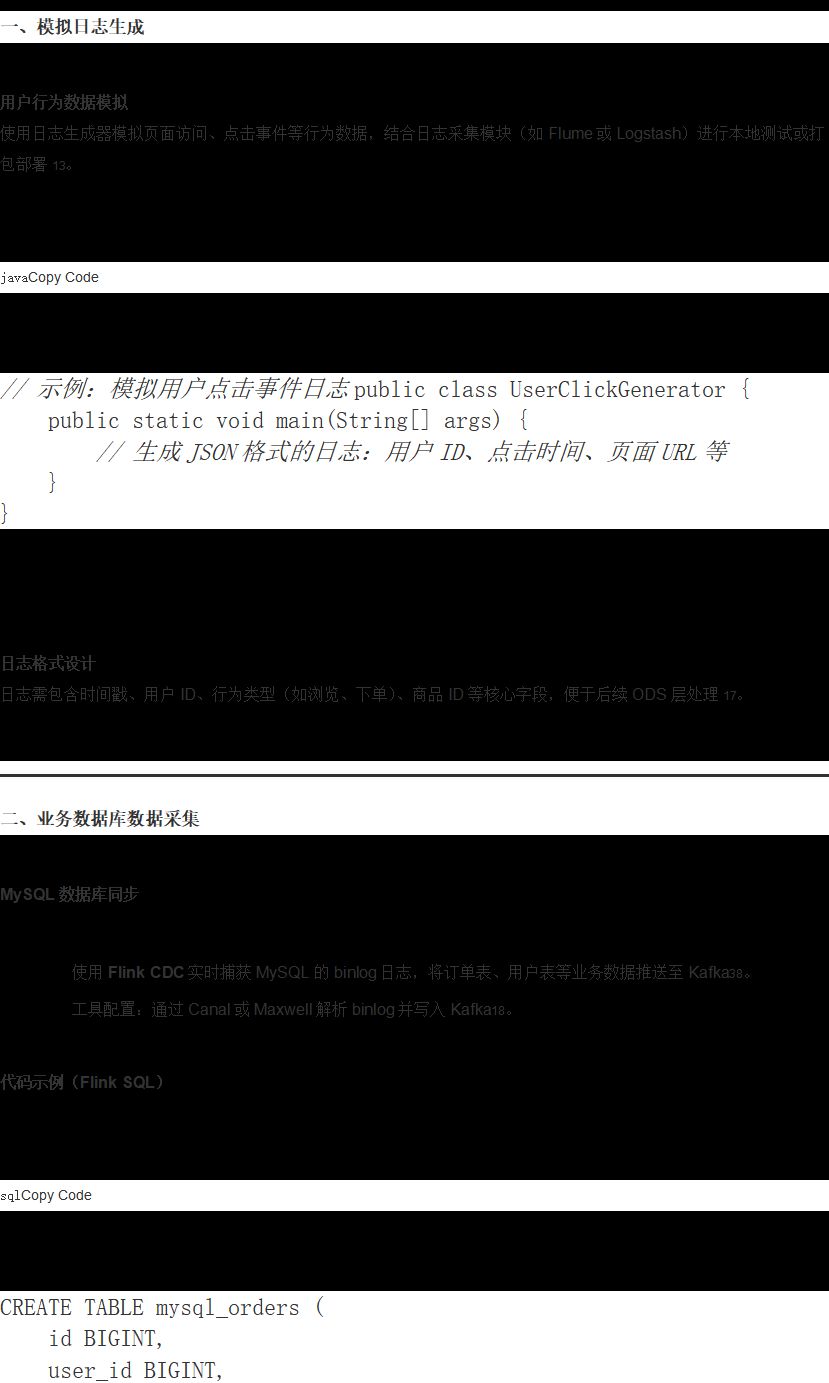 一、模拟日志生成
用户行为数据模拟
使用日志生成器模拟页面访问、点击事件等行为数据，结合日志采集模块（如 Flume 或 Logstash）进行本地测试或打
包部署 13。
javaCopy Code
// 示例：模拟用户点击事件日志public class UserClickGenerator {
    public static void main(String[] args) {
        // 生成 JSON 格式的日志：用户 ID、点击时间、页面 URL 等
    }
}
日志格式设计
日志需包含时间戳、用户 ID、行为类型（如浏览、下单）、商品 ID 等核心字段，便于后续 ODS 层处理 17。
二、业务数据库数据采集
MySQL 数据库同步
使用 Flink CDC 实时捕获 MySQL 的 binlog 日志，将订单表、用户表等业务数据推送至 Kafka38。
工具配置：通过 Canal 或 Maxwell 解析 binlog 并写入 Kafka18。
代码示例（Flink SQL）
sqlCopy Code
CREATE TABLE mysql_orders (
    id BIGINT,
    user_id BIGINT,